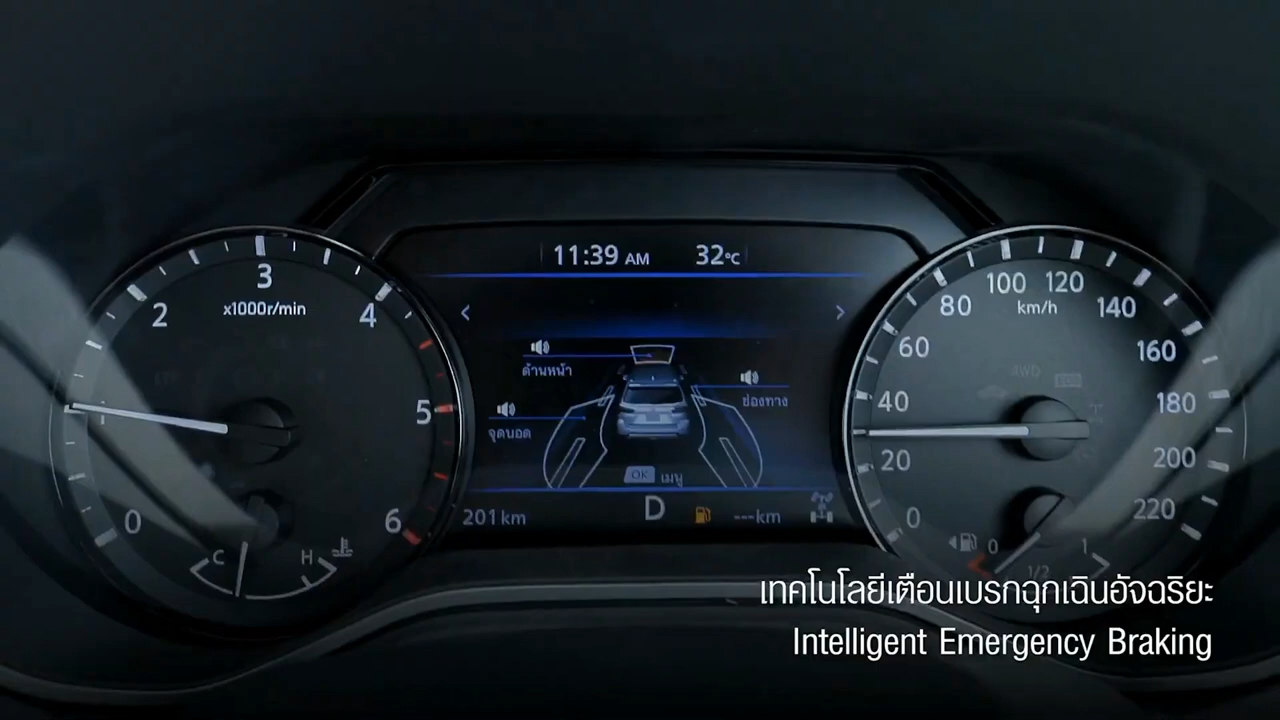 11:39 AM 32°C
3
x1000r/min
2 4
1 5
0 6
C H
ด้านหน้า
ช่องทาง
จุดบอด
OK เมนู
201 km D ---km
100 120
80 km/h 140
60 160
40 180
20 200
0 220
4WD
0 1/2 1
เทคโนโลยีเตือนเบรกฉุกเฉินอัจฉริยะ
Intelligent Emergency Braking